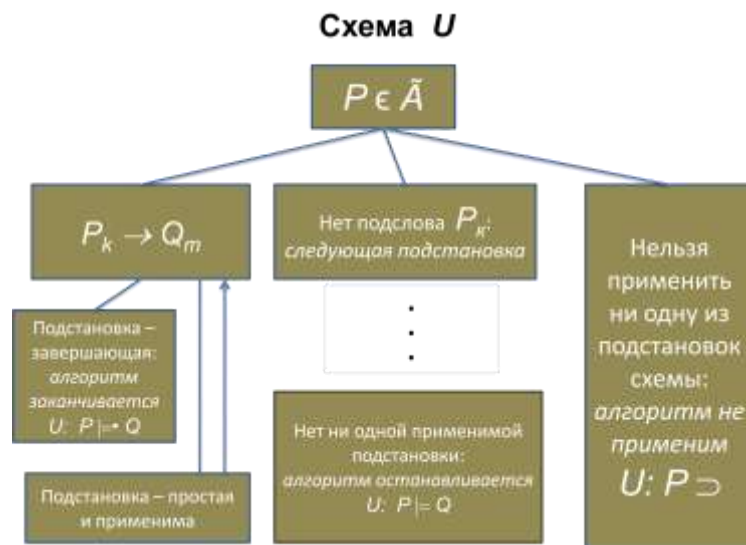 Схема U
P ϵ Ã
P_k → Q_m
Нет подслова P_к:
следующая подстановка
Нельзя
применить
ни одну из
подстановок
схемы:
алгоритм не
применим
U: P ⊃
Подстановка –
завершающая:
алгоритм
заканчивается
U: P |=• Q
Нет ни одной применимой
подстановки:
алгоритм останавливается
U: P |= Q
Подстановка – простая
и применима